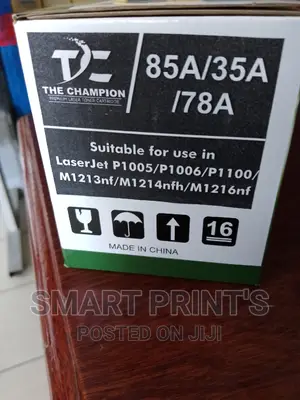 TC
THE CHAMPION
PREMIUM LASER TONER CARTRIDGE
85A/35A
/78A
Suitable for use in
LaserJet P1005/P1006/P1100/
M1213nf/M1214nfh/M1216nf
16
MADE IN CHINA
SMART PRINT'S
POSTED ON JIJI